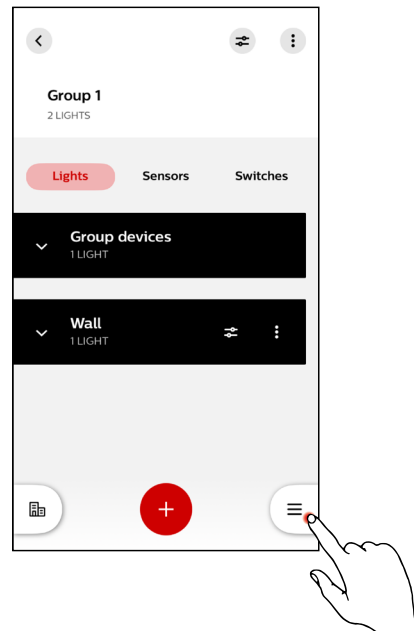 Group 1
2 LIGHTS
Lights Sensors Switches
Group devices
1 LIGHT
Wall
1 LIGHT